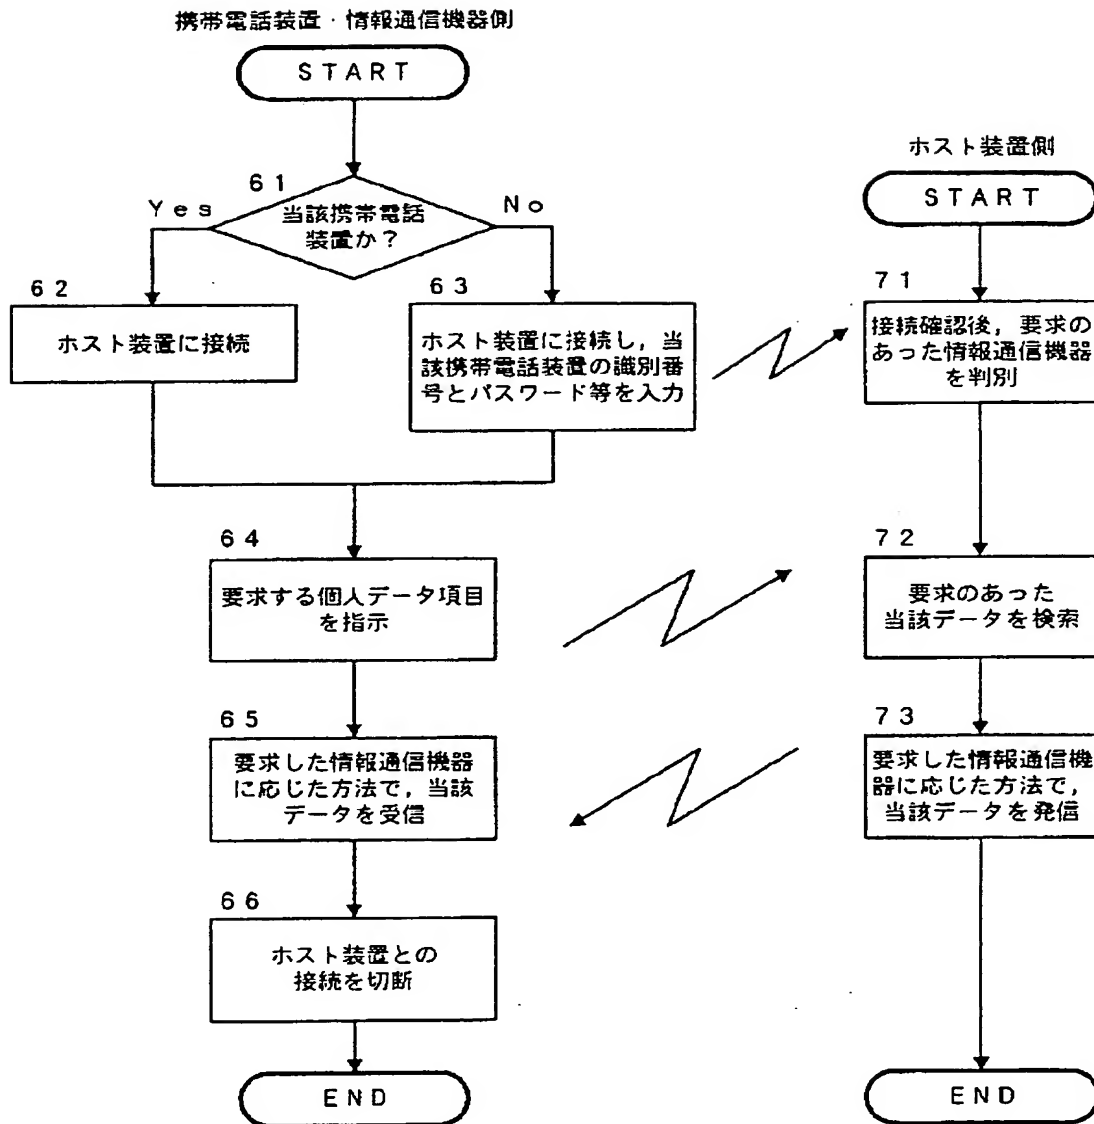 携帯電話装置・情報通信機器側
START
61
Yes
当該携帯電話
装置か?
No
62
ホスト装置に接続
63
ホスト装置に接続し,当
該携帯電話装置の識別番
号とパスワード等を入力
64
要求する個人データ項目
を指示
65
要求した情報通信機器
に応じた方法で,当該
データを受信
66
ホスト装置との
接続を切断
END
ホスト装置側
START
71
接続確認後,要求の
あった情報通信機器
を判別
72
要求のあった
当該データを検索
73
要求した情報通信機
器に応じた方法で,
当該データを発信
END